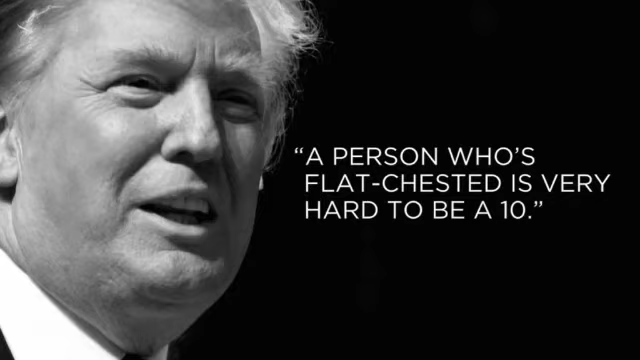 “A PERSON WHO’S
FLAT-CHESTED IS VERY
HARD TO BE A 10.”